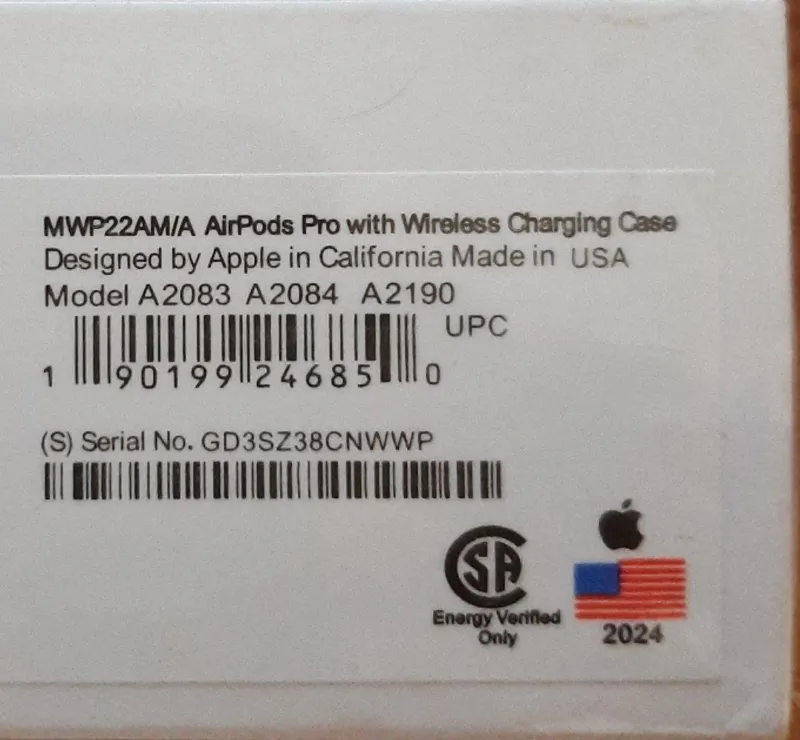 MWP22AM/A AirPods Pro with Wireless Charging Case
Designed by Apple in California Made in USA
Model A2083 A2084 A2190
UPC
1 90199 24685 0
(S) Serial No. GD3SZ38CNWWP
CSA
Energy Verified
Only
2024